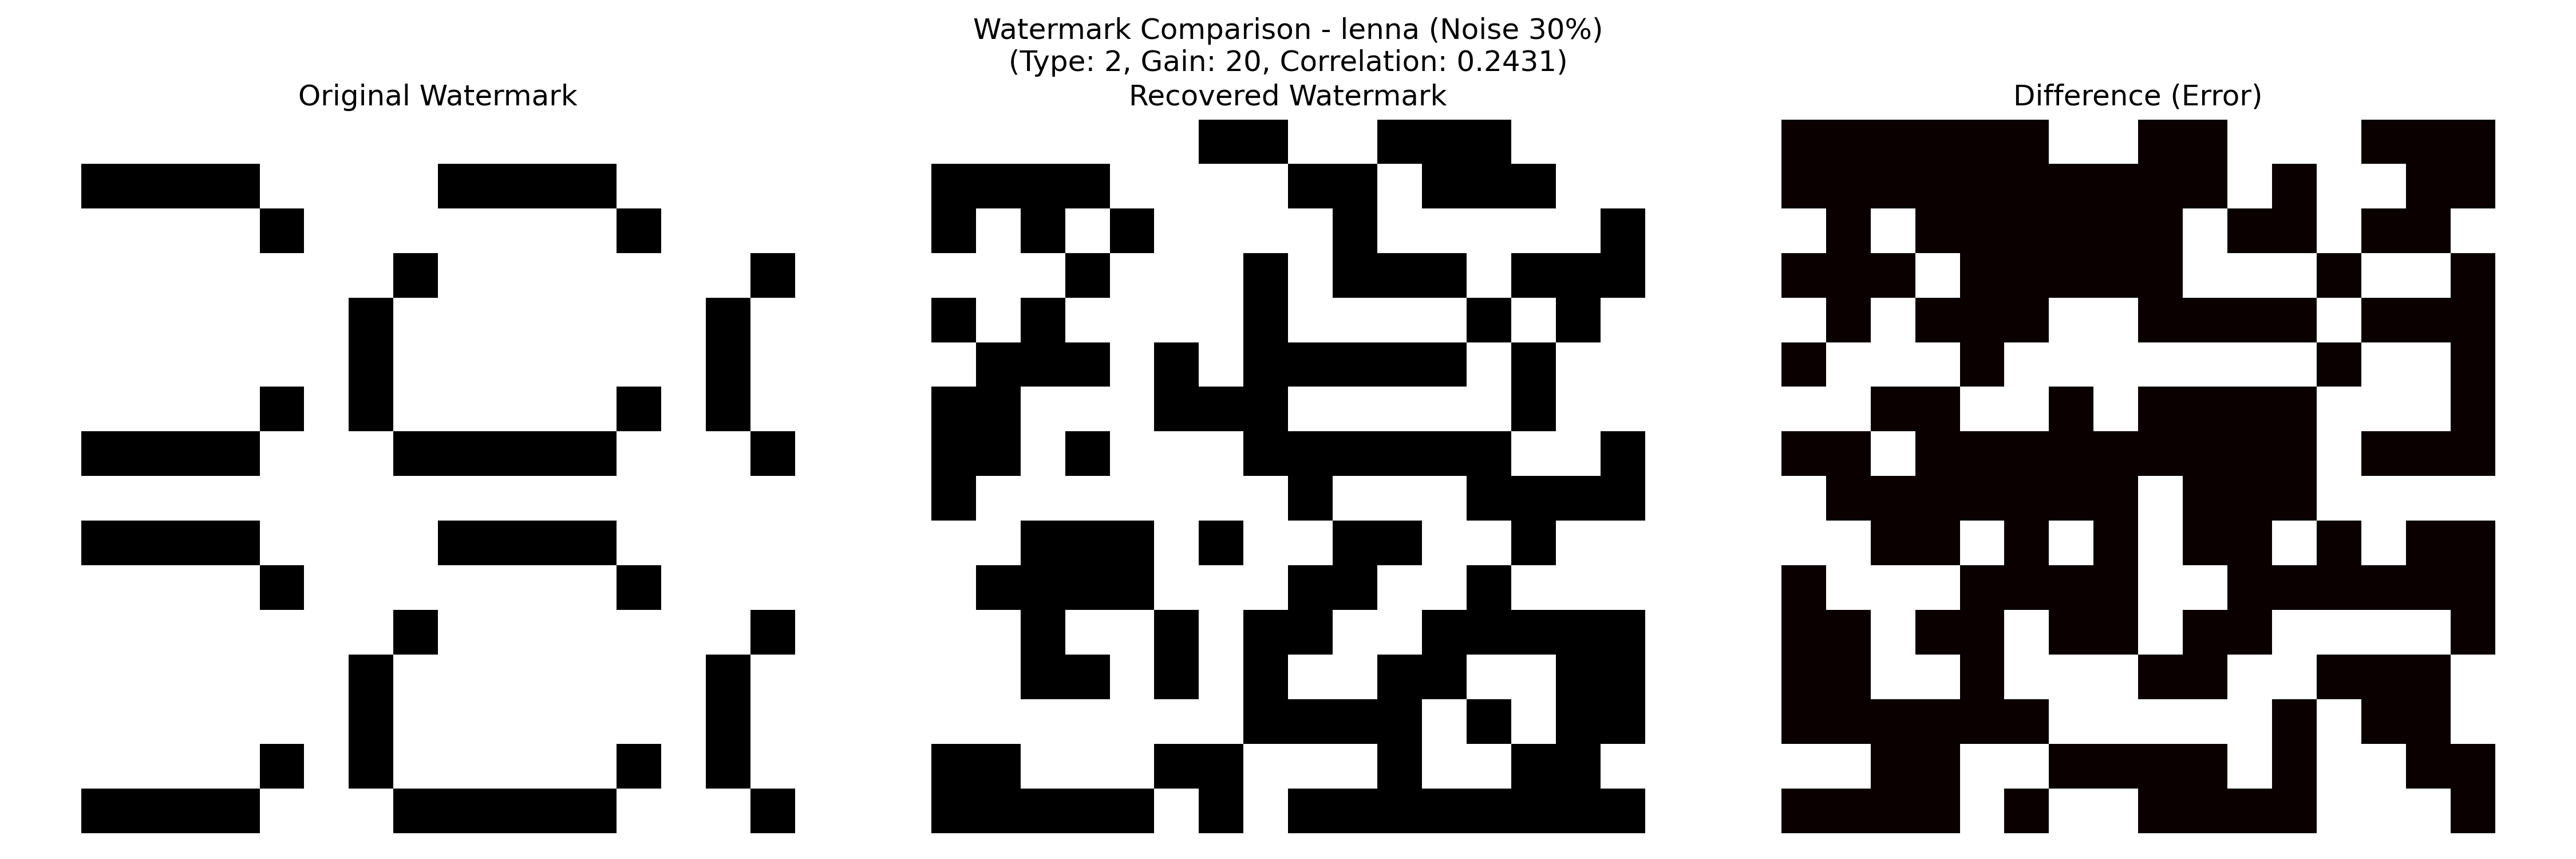 Watermark Comparison - lenna (Noise 30%)
(Type: 2, Gain: 20, Correlation: 0.2431)
Original Watermark
Recovered Watermark
Difference (Error)